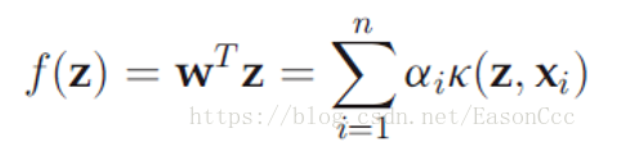 f(z) = w^T z = \sum_{i=1}^{n} α_i κ(z, x_i)
https://blog.csdn.net/EasonCcc